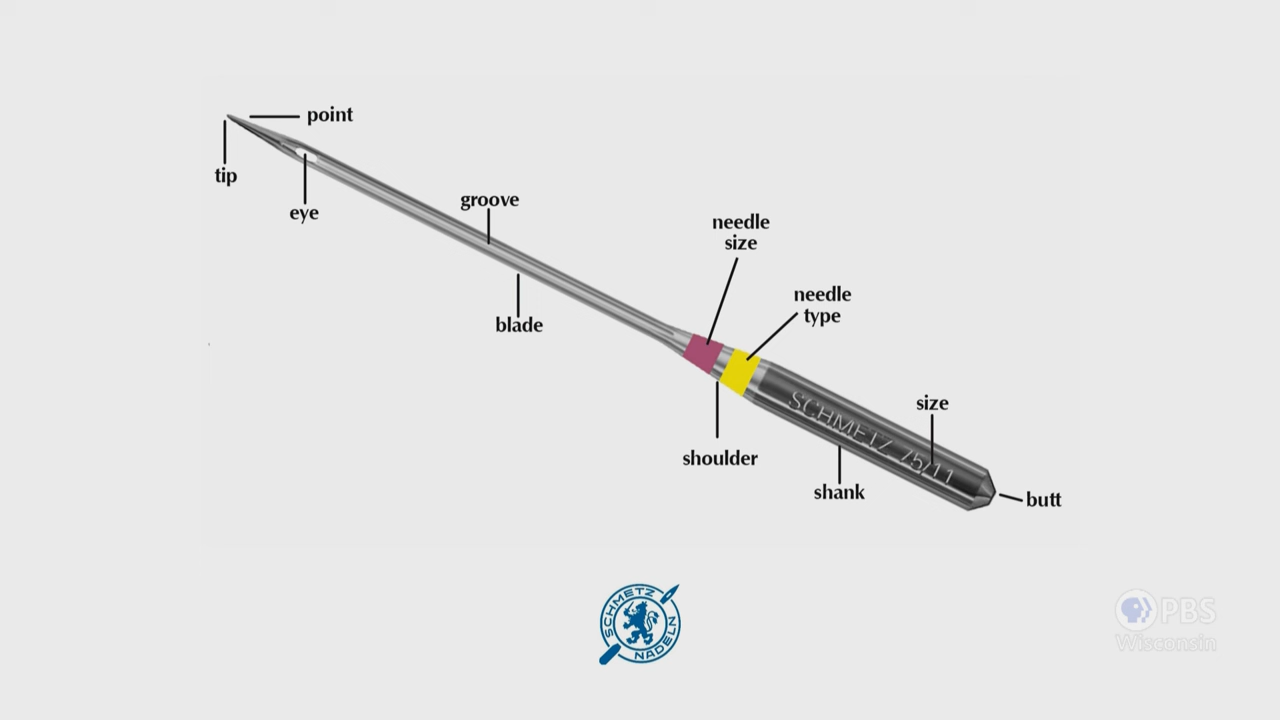 point
tip
eye
groove
needle
size
needle
type
blade
size
shoulder
SCHMETZ 75/11
shank
butt
SCHMETZ
NADELN
PBS
Wisconsin